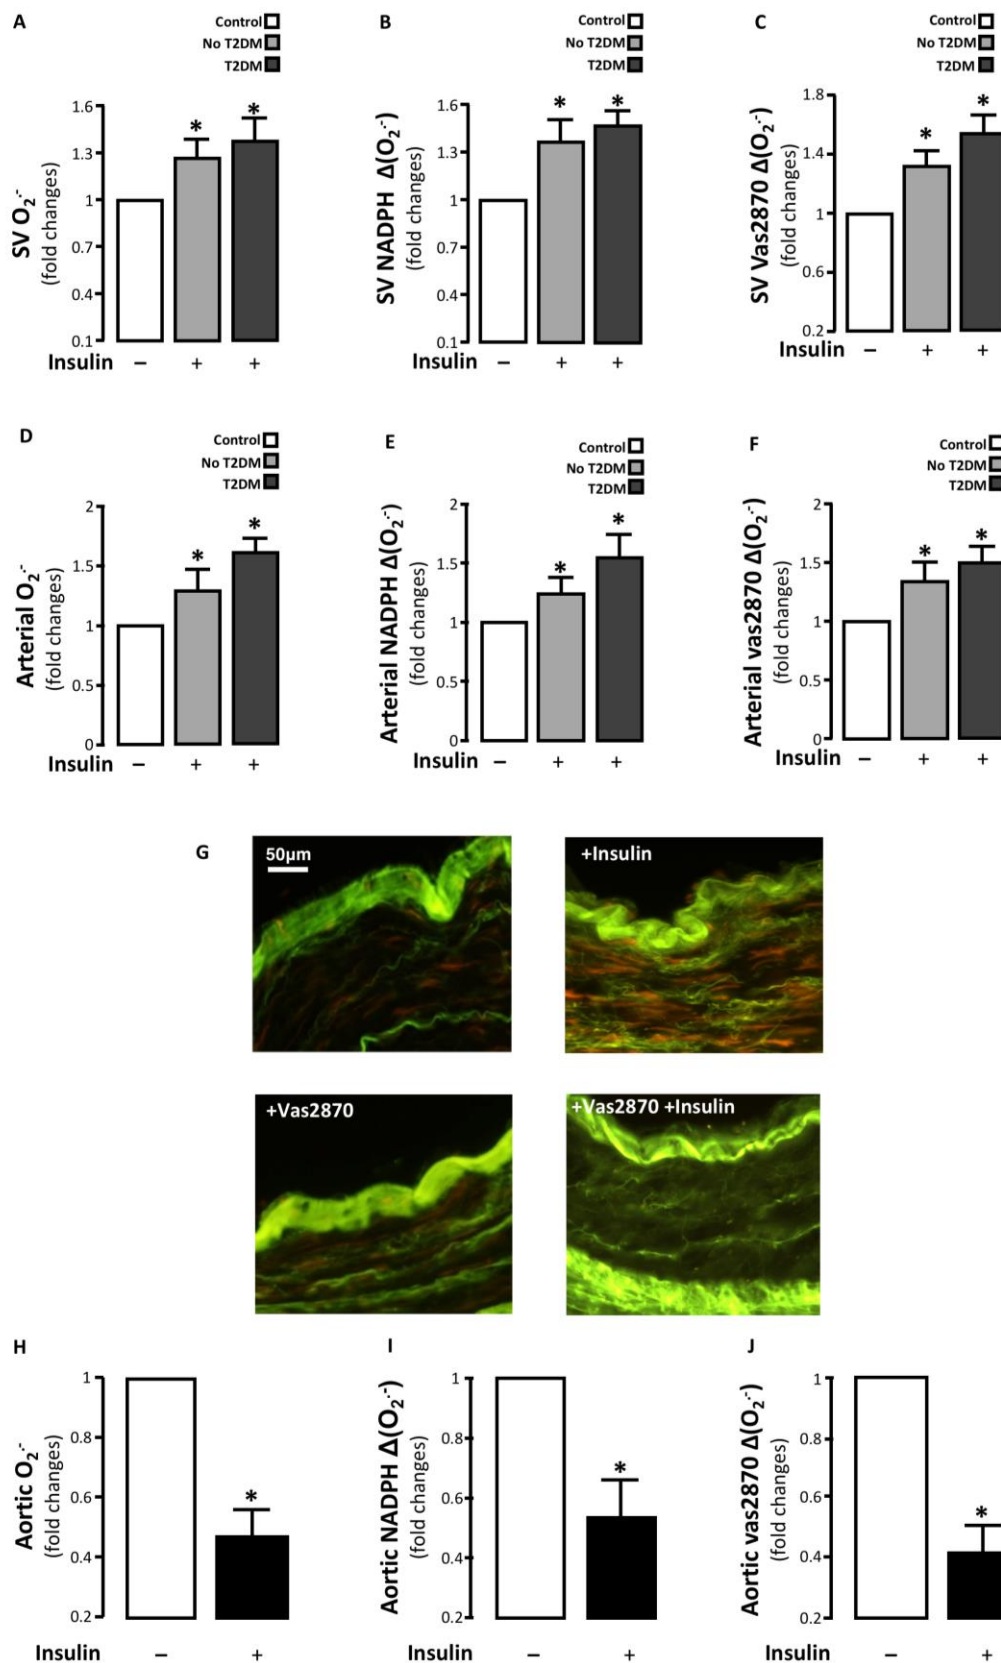 A
Control
No T2DM
T2DM
SV O₂·⁻
(fold changes)
1.6
1.3
1
0.7
0.4
0.1
*
*
Insulin – + +
B
Control
No T2DM
T2DM
SV NADPH Δ(O₂·⁻)
(fold changes)
1.6
1.3
1
0.7
0.4
0.1
*
*
Insulin – + +
C
Control
No T2DM
T2DM
SV Vas2870 Δ(O₂·⁻)
(fold changes)
1.8
1.4
1
0.6
0.2
*
*
Insulin – + +
D
Control
No T2DM
T2DM
Arterial O₂·⁻
(fold changes)
2
1.5
1
0.5
0
*
*
Insulin – + +
E
Control
No T2DM
T2DM
Arterial NADPH Δ(O₂·⁻)
(fold changes)
2
1.5
1
0.5
0
*
*
Insulin – + +
F
Control
No T2DM
T2DM
Arterial vas2870 Δ(O₂·⁻)
(fold changes)
2
1.5
1
0.5
0
*
*
Insulin – + +
G
50μm
+Insulin
+Vas2870
+Vas2870 +Insulin
H
Aortic O₂·⁻
(fold changes)
1
0.8
0.6
0.4
0.2
*
Insulin – +
I
Aortic NADPH Δ(O₂·⁻)
(fold changes)
1
0.8
0.6
0.4
0.2
*
Insulin – +
J
Aortic vas2870 Δ(O₂·⁻)
(fold changes)
1
0.8
0.6
0.4
0.2
*
Insulin – +